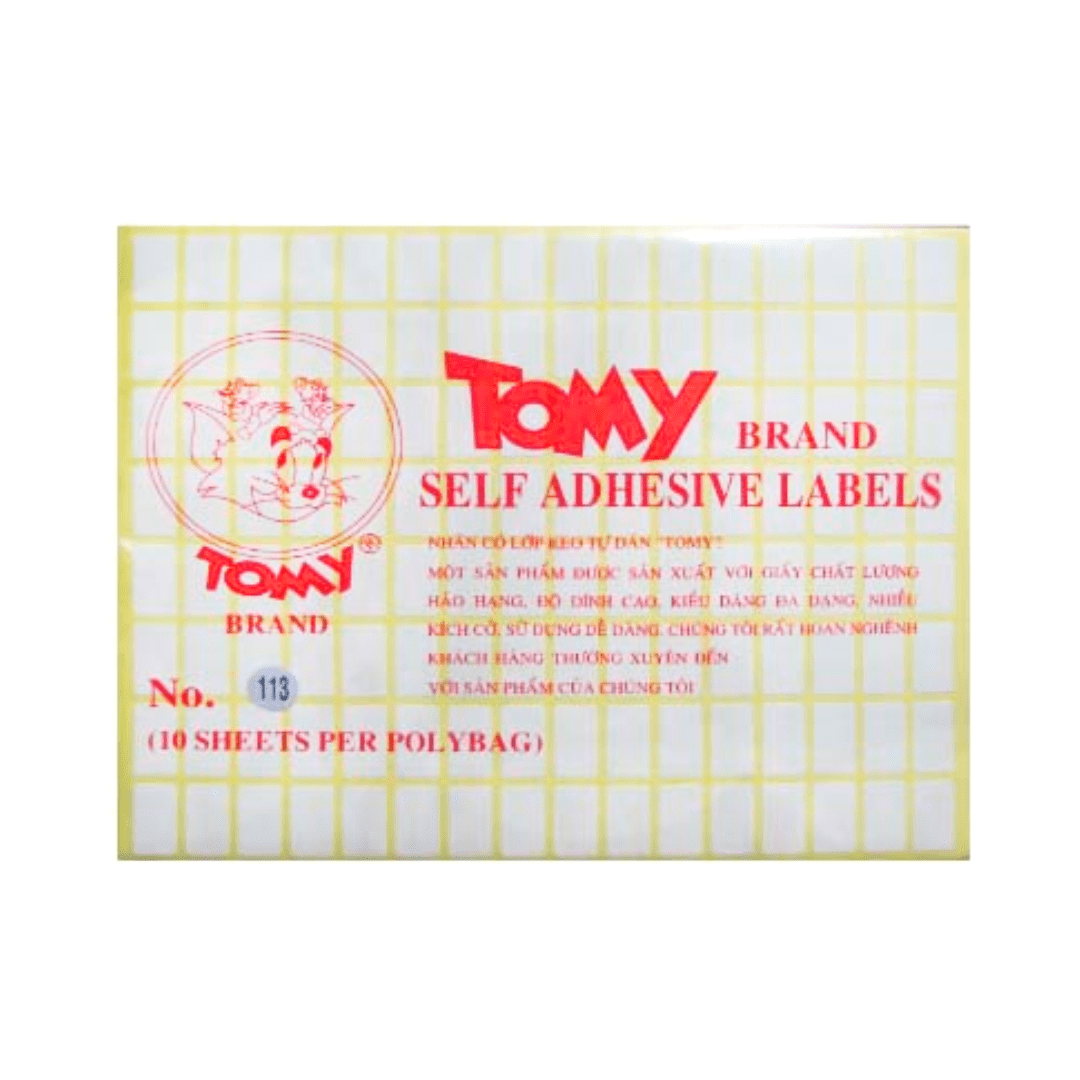 TOMY BRAND
SELF ADHESIVE LABELS
NHÃN CÓ LỚP KEO TỰ DÁN "TOMY".
MỘT SẢN PHẨM ĐƯỢC SẢN XUẤT VỚI GIẤY CHẤT LƯỢNG
HẢO HẠNG, ĐỘ DÍNH CAO, KIỂU DÁNG ĐA DẠNG, NHIỀU
KÍCH CỠ, SỬ DỤNG DỄ DÀNG. CHÚNG TÔI RẤT HOAN NGHÊNH
KHÁCH HÀNG THƯỜNG XUYÊN ĐẾN
VỚI SẢN PHẨM CỦA CHÚNG TÔI
TOMY®
BRAND
No. 113
(10 SHEETS PER POLYBAG)